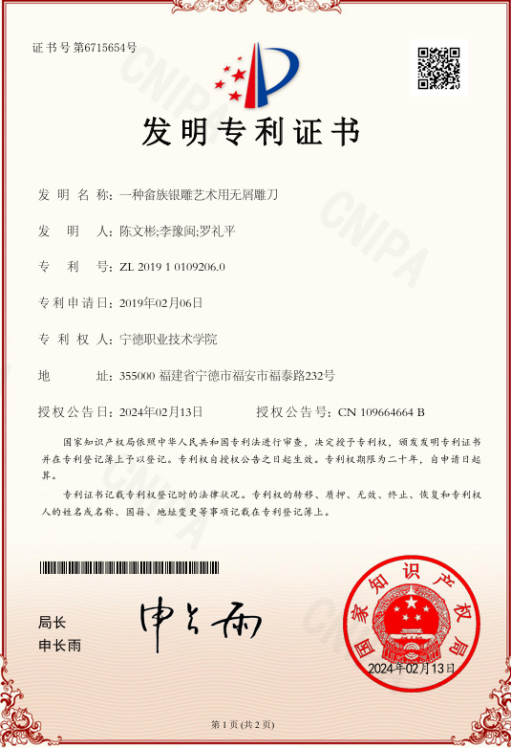 证书号第6715654号
发明专利证书
发明名称：一种畲族银雕艺术用无屑雕刀
发明人：陈文彬;李豫闽;罗礼平
专利号：ZL 2019 1 0109206.0
专利申请日：2019年02月06日
专利权人：宁德职业技术学院
地址：355000 福建省宁德市福安市福泰路232号
授权公告日：2024年02月13日 授权公告号：CN 109664664 B
国家知识产权局依照中华人民共和国专利法进行审查，决定授予专利权，颁发发明专利证书
并在专利登记簿上予以登记。专利权自授权公告之日起生效。专利权期限为二十年，自申请日起
算。
专利证书记载专利权登记时的法律状况。专利权的转移、质押、无效、终止、恢复和专利权
人的姓名或名称、国籍、地址变更等事项记载在专利登记簿上。
局长
申长雨
申长雨
国家知识产权局
2024年02月13日
第 1 页 (共 2 页)
CNIPA
CNIPA
CNIPA
CNIPA